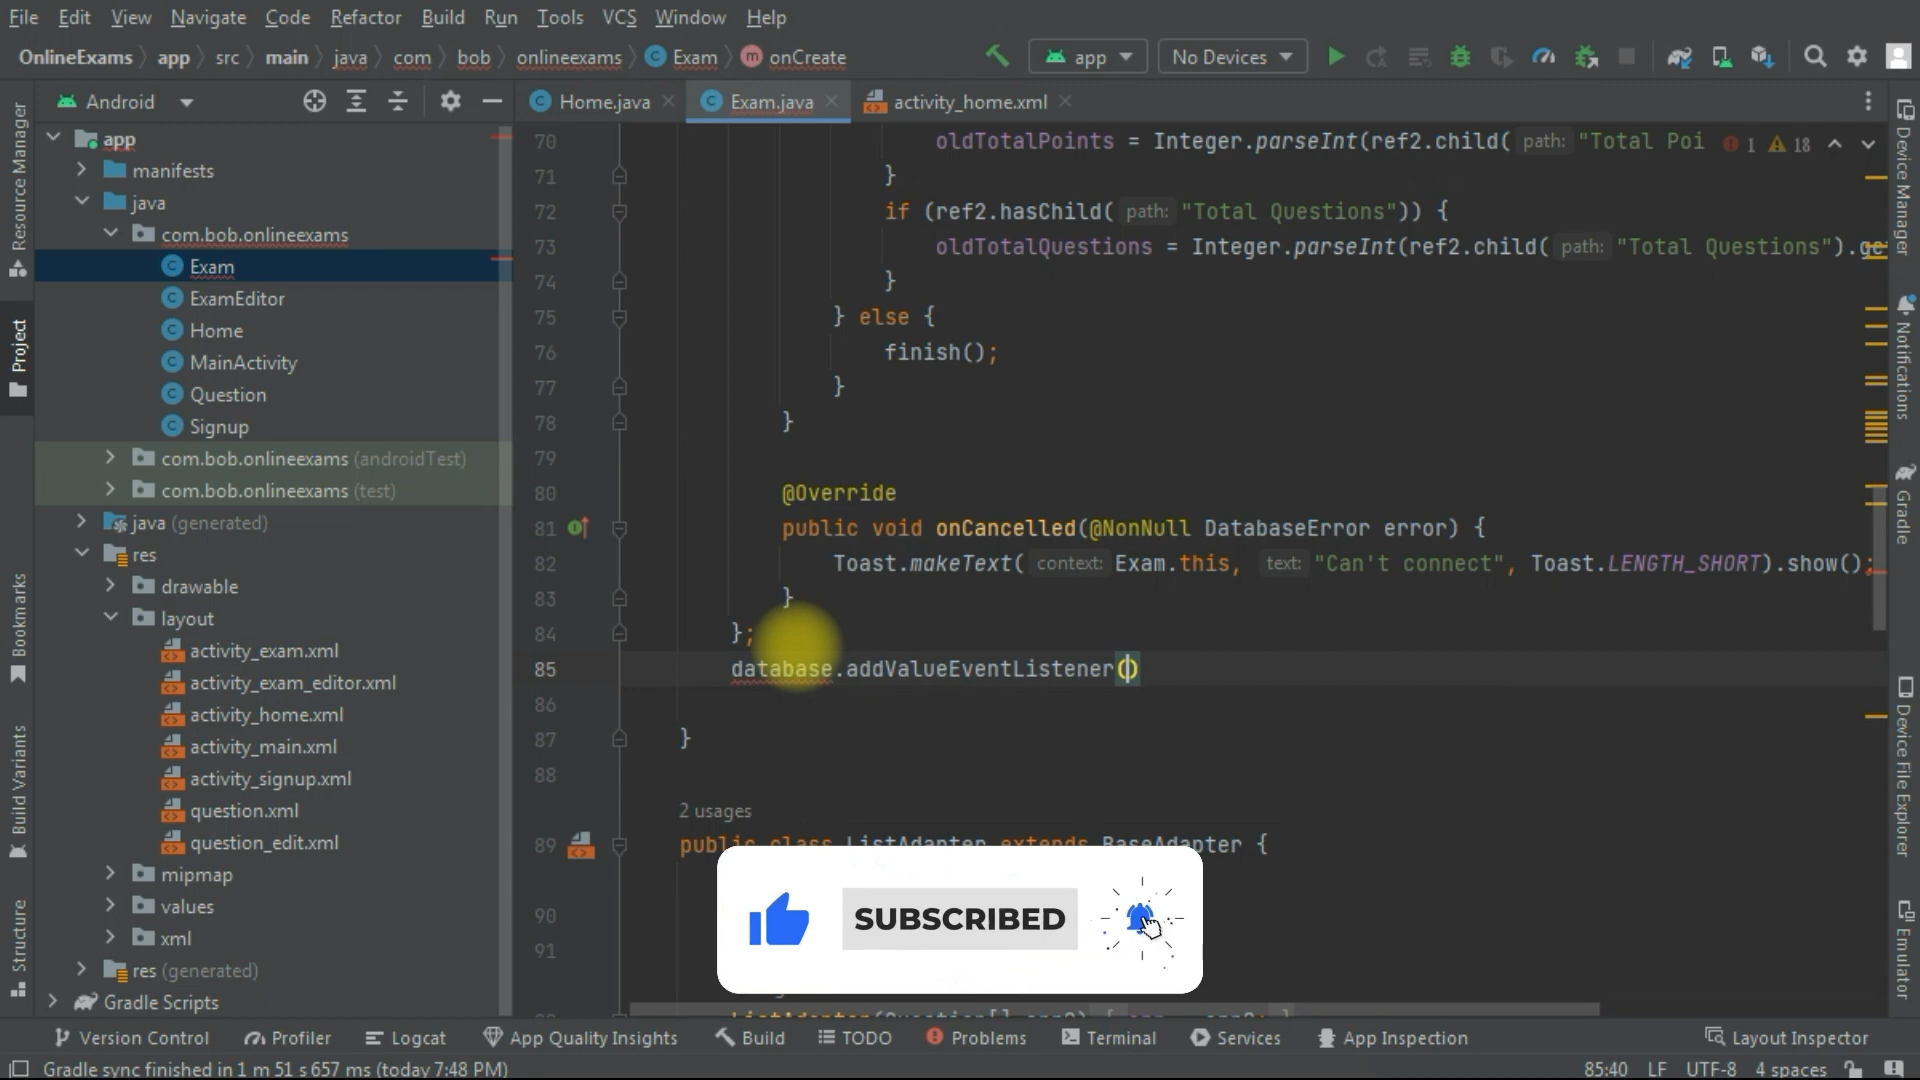 File Edit View Navigate Code Refactor Build Run Tools VCS Window Help
OnlineExams app src main java com bob onlineexams Exam onCreate app No Devices
Android Home.java Exam.java activity_home.xml
Resource Manager
Project
Bookmarks
Build Variants
Structure
app
manifests
java
com.bob.onlineexams
Exam
ExamEditor
Home
MainActivity
Question
Signup
com.bob.onlineexams (androidTest)
com.bob.onlineexams (test)
java (generated)
res
drawable
layout
activity_exam.xml
activity_exam_editor.xml
activity_home.xml
activity_main.xml
activity_signup.xml
question.xml
question_edit.xml
mipmap
values
xml
res (generated)
Gradle Scripts
70 oldTotalPoints = Integer.parseInt(ref2.child( path: "Total Poi 1 18
71 }
72 if (ref2.hasChild( path: "Total Questions")) {
73 oldTotalQuestions = Integer.parseInt(ref2.child( path: "Total Questions").ge
74 }
75 } else {
76 finish();
77 }
78 }
79
80 @Override
81 public void onCancelled(@NonNull DatabaseError error) {
82 Toast.makeText( context: Exam.this, text: "Can't connect", Toast.LENGTH_SHORT).show();
83 }
84 };
85 database.addValueEventListener()
86
87 }
88
2 usages
89 public class ListAdapter extends BaseAdapter {
90
91
SUBSCRIBED
Device Manager
Notifications
Gradle
Device File Explorer
Emulator
Version Control Profiler Logcat App Quality Insights Build TODO Problems Terminal Services App Inspection Layout Inspector
Gradle sync finished in 1 m 51 s 657 ms (today 7:48 PM) 85:40 LF UTF-8 4 spaces